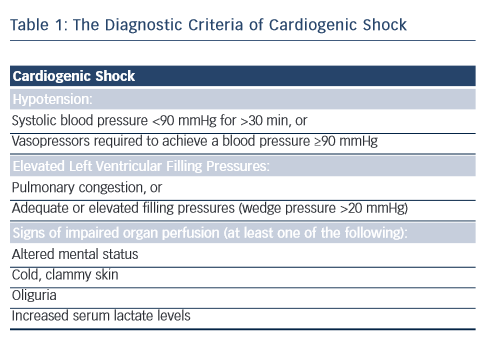 Table 1: The Diagnostic Criteria of Cardiogenic Shock
Cardiogenic Shock
Hypotension:
Systolic blood pressure <90 mmHg for >30 min, or
Vasopressors required to achieve a blood pressure ≥90 mmHg
Elevated Left Ventricular Filling Pressures:
Pulmonary congestion, or
Adequate or elevated filling pressures (wedge pressure >20 mmHg)
Signs of impaired organ perfusion (at least one of the following):
Altered mental status
Cold, clammy skin
Oliguria
Increased serum lactate levels